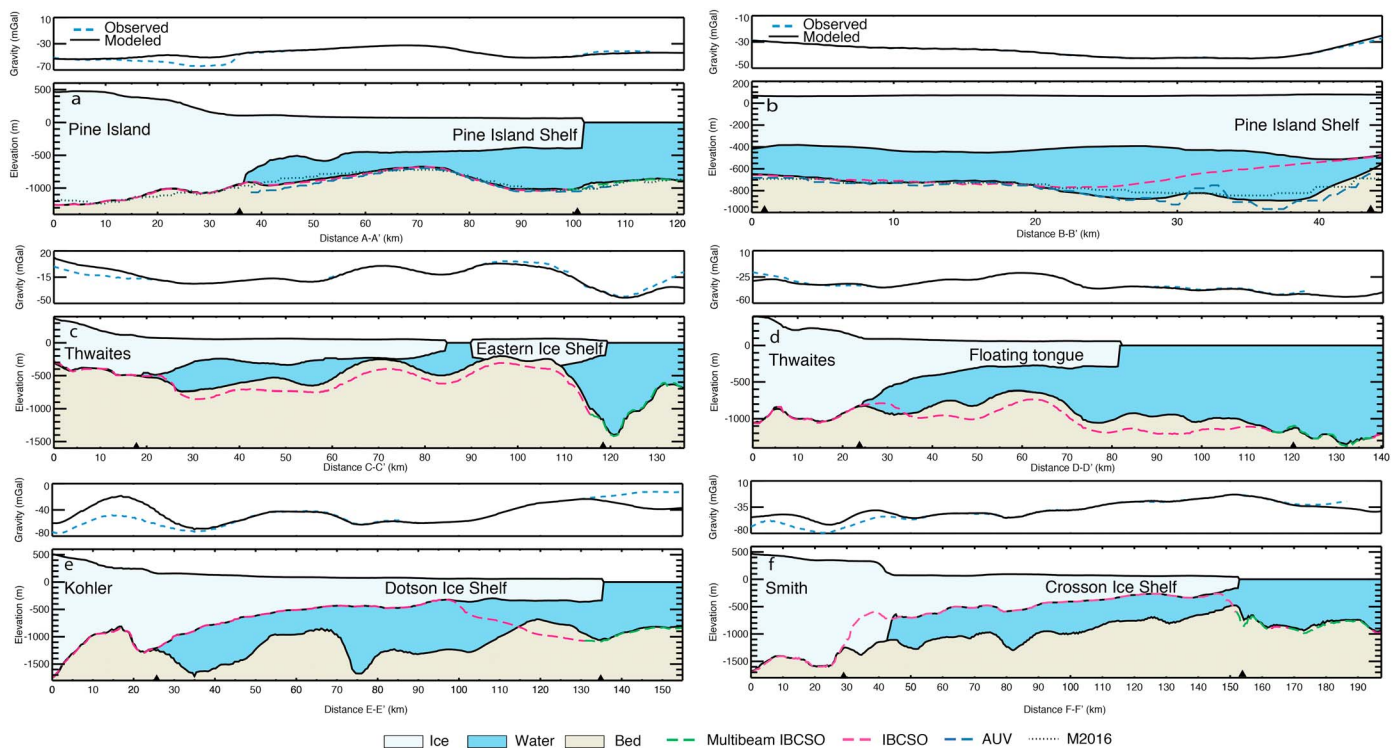 Observed
Modeled
Gravity (mGal)
10
-30
-70
a
Pine Island
Pine Island Shelf
Elevation (m)
500
0
-500
-1000
0 10 20 30 40 50 60 70 80 90 100 110 120
Distance A-A' (km)
Observed
Modeled
Gravity (mGal)
-10
-30
-50
b
Pine Island Shelf
Elevation (m)
200
0
-200
-400
-600
-800
-1000
0 10 20 30 40
Distance B-B' (km)
Gravity (mGal)
20
-15
-50
c
Thwaites
Eastern Ice Shelf
Elevation (m)
0
-500
-1000
-1500
0 10 20 30 40 50 60 70 80 90 100 110 120 130
Distance C-C' (km)
Gravity (mGal)
10
-25
-60
d
Thwaites
Floating tongue
Elevation (m)
0
-500
-1000
0 10 20 30 40 50 60 70 80 90 100 110 120 130 140
Distance D-D' (km)
Gravity (mGal)
0
-40
-80
e
Kohler
Dotson Ice Shelf
Elevation (m)
500
0
-500
-1000
-1500
0 10 20 30 40 50 60 70 80 90 100 110 120 130 140 150
Distance E-E' (km)
Gravity (mGal)
10
-35
-80
f
Smith
Crosson Ice Shelf
Elevation (m)
500
0
-500
-1000
-1500
0 10 20 30 40 50 60 70 80 90 100 110 120 130 140 150 160 170 180 190
Distance F-F' (km)
Ice Water Bed Multibeam IBCSO IBCSO AUV M2016